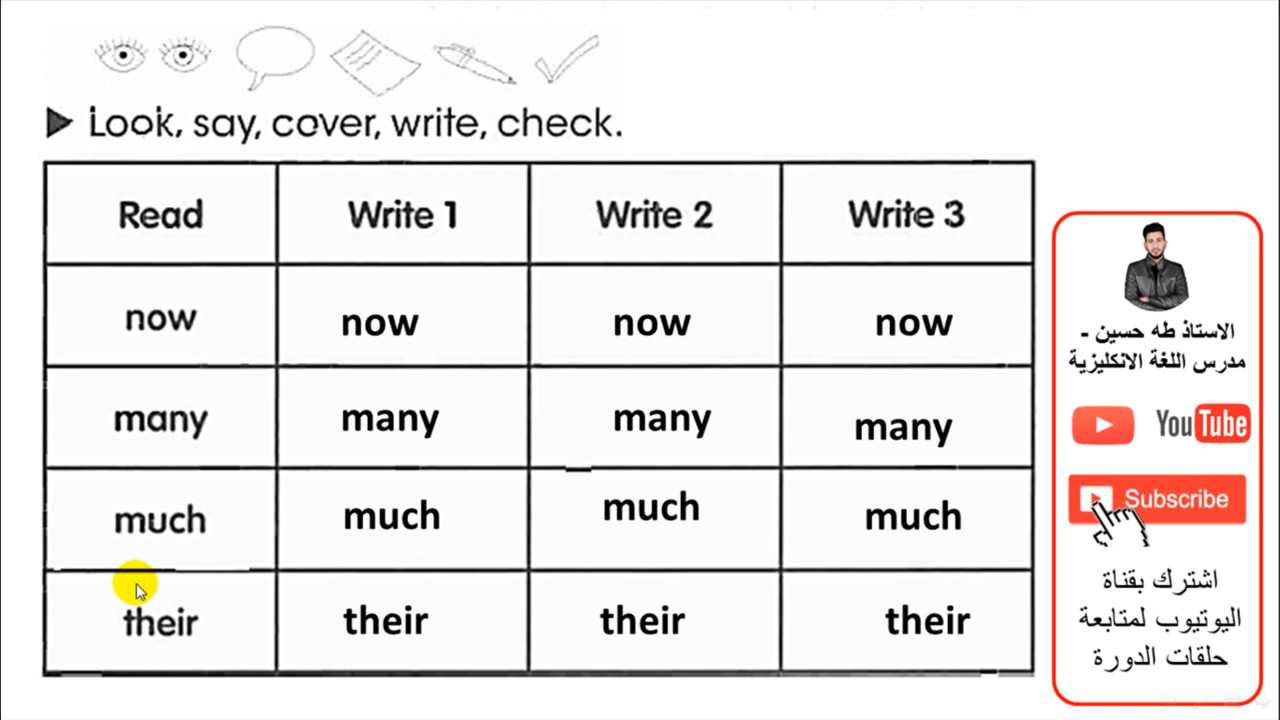 Look, say, cover, write, check.
Read Write 1 Write 2 Write 3
now now now now
many many many many
much much much much
their their their their
الاستاذ طه حسين -
مدرس اللغة الانكليزية
YouTube
Subscribe
اشترك بقناة
اليوتيوب لمتابعة
حلقات الدورة